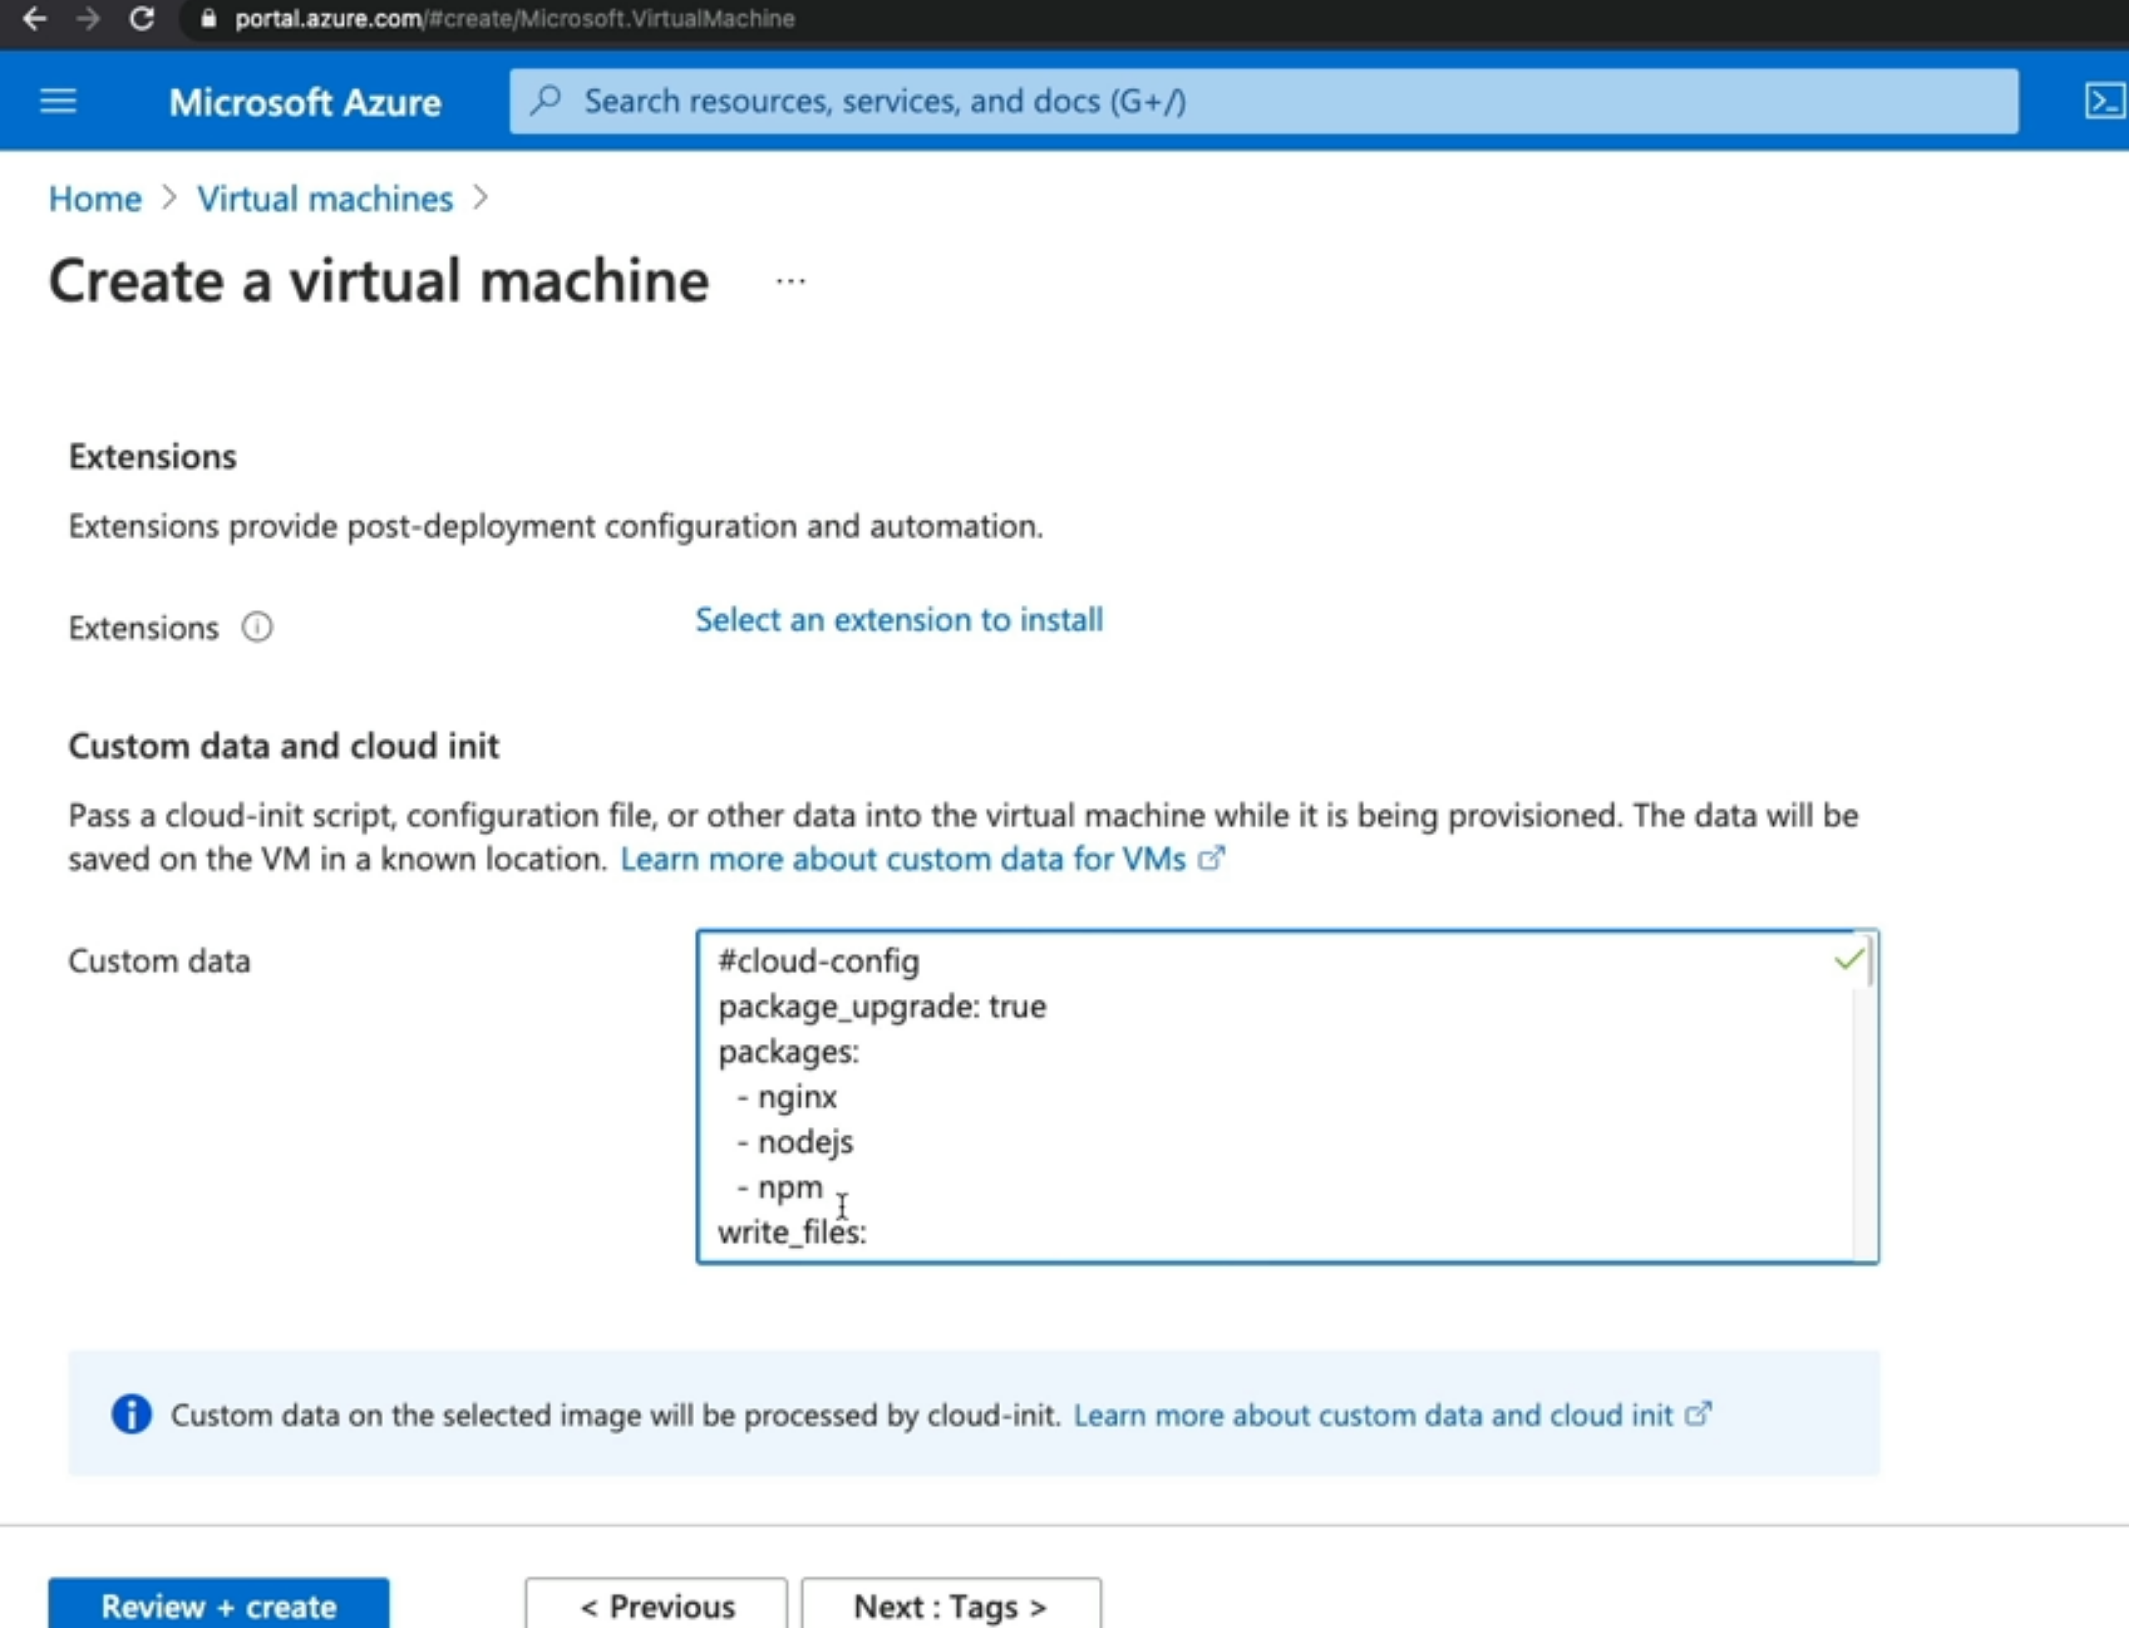 portal.azure.com/#create/Microsoft.VirtualMachine
Microsoft Azure
Search resources, services, and docs (G+/)
Home > Virtual machines >
Create a virtual machine ...
Extensions
Extensions provide post-deployment configuration and automation.
Extensions
Select an extension to install
Custom data and cloud init
Pass a cloud-init script, configuration file, or other data into the virtual machine while it is being provisioned. The data will be
saved on the VM in a known location. Learn more about custom data for VMs
Custom data
#cloud-config
package_upgrade: true
packages:
- nginx
- nodejs
- npm
write_files:
Custom data on the selected image will be processed by cloud-init. Learn more about custom data and cloud init
Review + create
< Previous
Next : Tags >